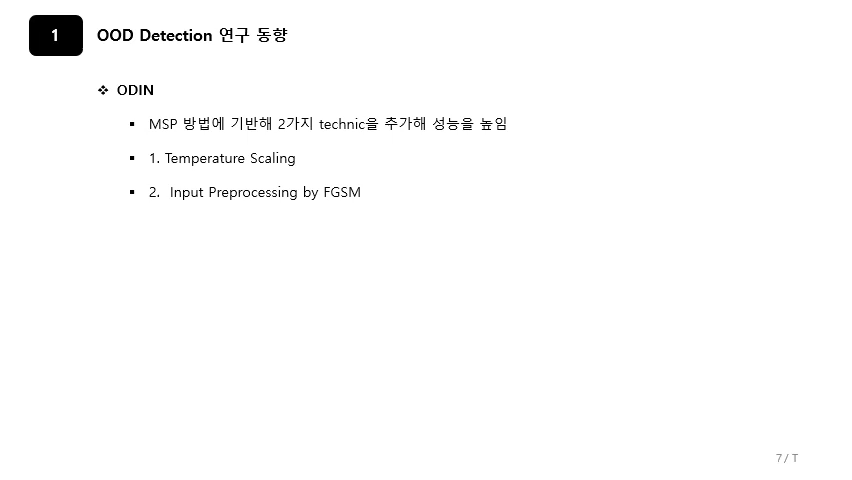 1
OOD Detection 연구 동향
❖ ODIN
▪ MSP 방법에 기반해 2가지 technic을 추가해 성능을 높임
▪ 1. Temperature Scaling
▪ 2. Input Preprocessing by FGSM
7 / T